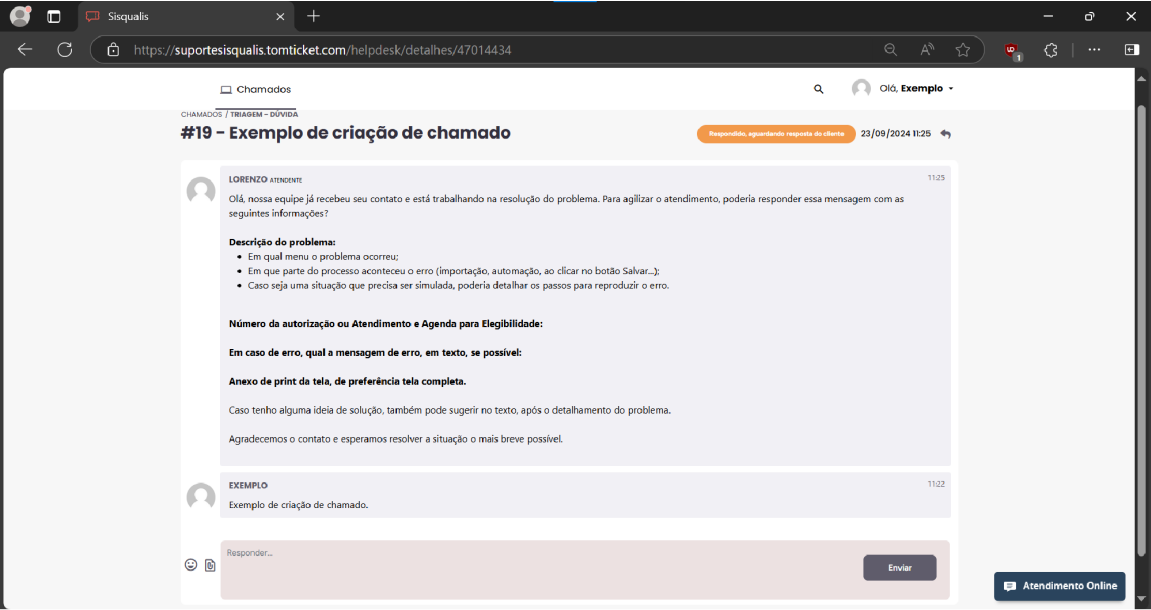 Sisqualis
https://suportesisqualis.tomticket.com/helpdesk/detalhes/47014434
1
Chamados
Olá, Exemplo
CHAMADOS / TRIAGEM - DÚVIDA
#19 - Exemplo de criação de chamado
Respondido, aguardando resposta do cliente
23/09/2024 11:25
LORENZO ATENDENTE
11:25
Olá, nossa equipe já recebeu seu contato e está trabalhando na resolução do problema. Para agilizar o atendimento, poderia responder essa mensagem com as
seguintes informações?
Descrição do problema:
• Em qual menu o problema ocorreu;
• Em que parte do processo aconteceu o erro (importação, automação, ao clicar no botão Salvar...);
• Caso seja uma situação que precisa ser simulada, poderia detalhar os passos para reproduzir o erro.
Número da autorização ou Atendimento e Agenda para Elegibilidade:
Em caso de erro, qual a mensagem de erro, em texto, se possível:
Anexo de print da tela, de preferência tela completa.
Caso tenho alguma ideia de solução, também pode sugerir no texto, após o detalhamento do problema.
Agradecemos o contato e esperamos resolver a situação o mais breve possível.
EXEMPLO
11:22
Exemplo de criação de chamado.
Responder...
Enviar
Atendimento Online